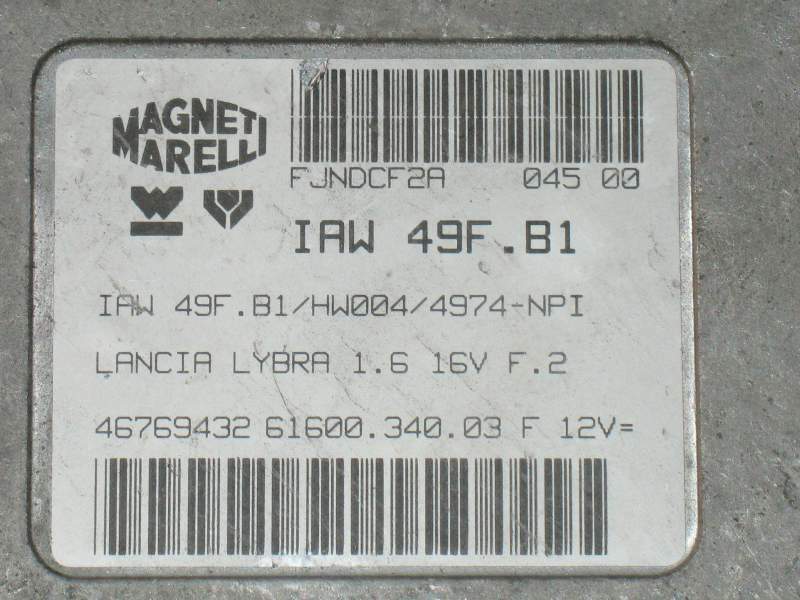 MAGNETI
MARELLI
FJNDCF2A 045 00
IAW 49F.B1
IAW 49F.B1/HW004/4974-NPI
LANCIA LYBRA 1.6 16V F.2
46769432 61600.340.03 F 12V=